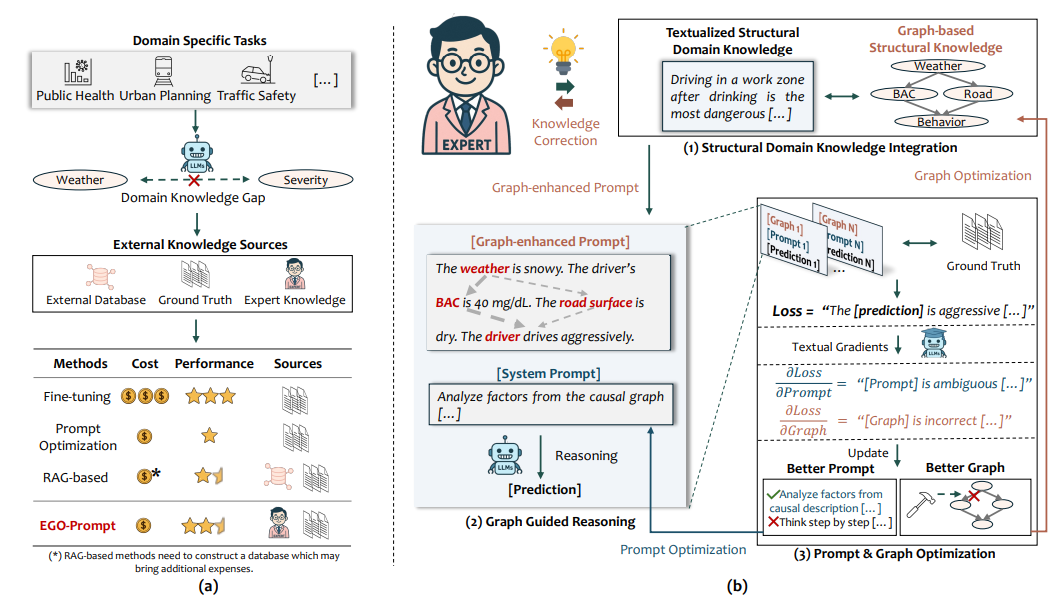 Domain Specific Tasks
Public Health Urban Planning Traffic Safety [...]
LLMs
Weather
Severity
Domain Knowledge Gap
External Knowledge Sources
External Database Ground Truth Expert Knowledge
Methods Cost Performance Sources
Fine-tuning
Prompt
Optimization
RAG-based *
EGO-Prompt
(*) RAG-based methods need to construct a database which may
bring additional expenses.
(a)
EXPERT
Knowledge
Correction
Textualized Structural
Domain Knowledge
Driving in a work zone
after drinking is the
most dangerous [...]
Graph-based
Structural Knowledge
Weather
BAC
Road
Behavior
(1) Structural Domain Knowledge Integration
Graph-enhanced Prompt
Graph Optimization
[Graph-enhanced Prompt]
The weather is snowy. The driver's
BAC is 40 mg/dL. The road surface is
dry. The driver drives aggressively.
[System Prompt]
Analyze factors from the causal graph
[...]
LLMs
Reasoning
[Prediction]
(2) Graph Guided Reasoning
Prompt Optimization
[Graph 1]
[Prompt 1]
[Prediction 1]
...
[Graph N]
Prompt N]
rediction N]
Ground Truth
Loss = “The [prediction] is aggressive [...]”
Textual Gradients
LLMs
∂Loss
∂Prompt
= “[Prompt] is ambiguous [...]”
∂Loss
∂Graph
= “[Graph] is incorrect [...]”
Update
Better Prompt
Better Graph
Analyze factors from
causal description [...]
Think step by step [...]
(3) Prompt & Graph Optimization
(b)